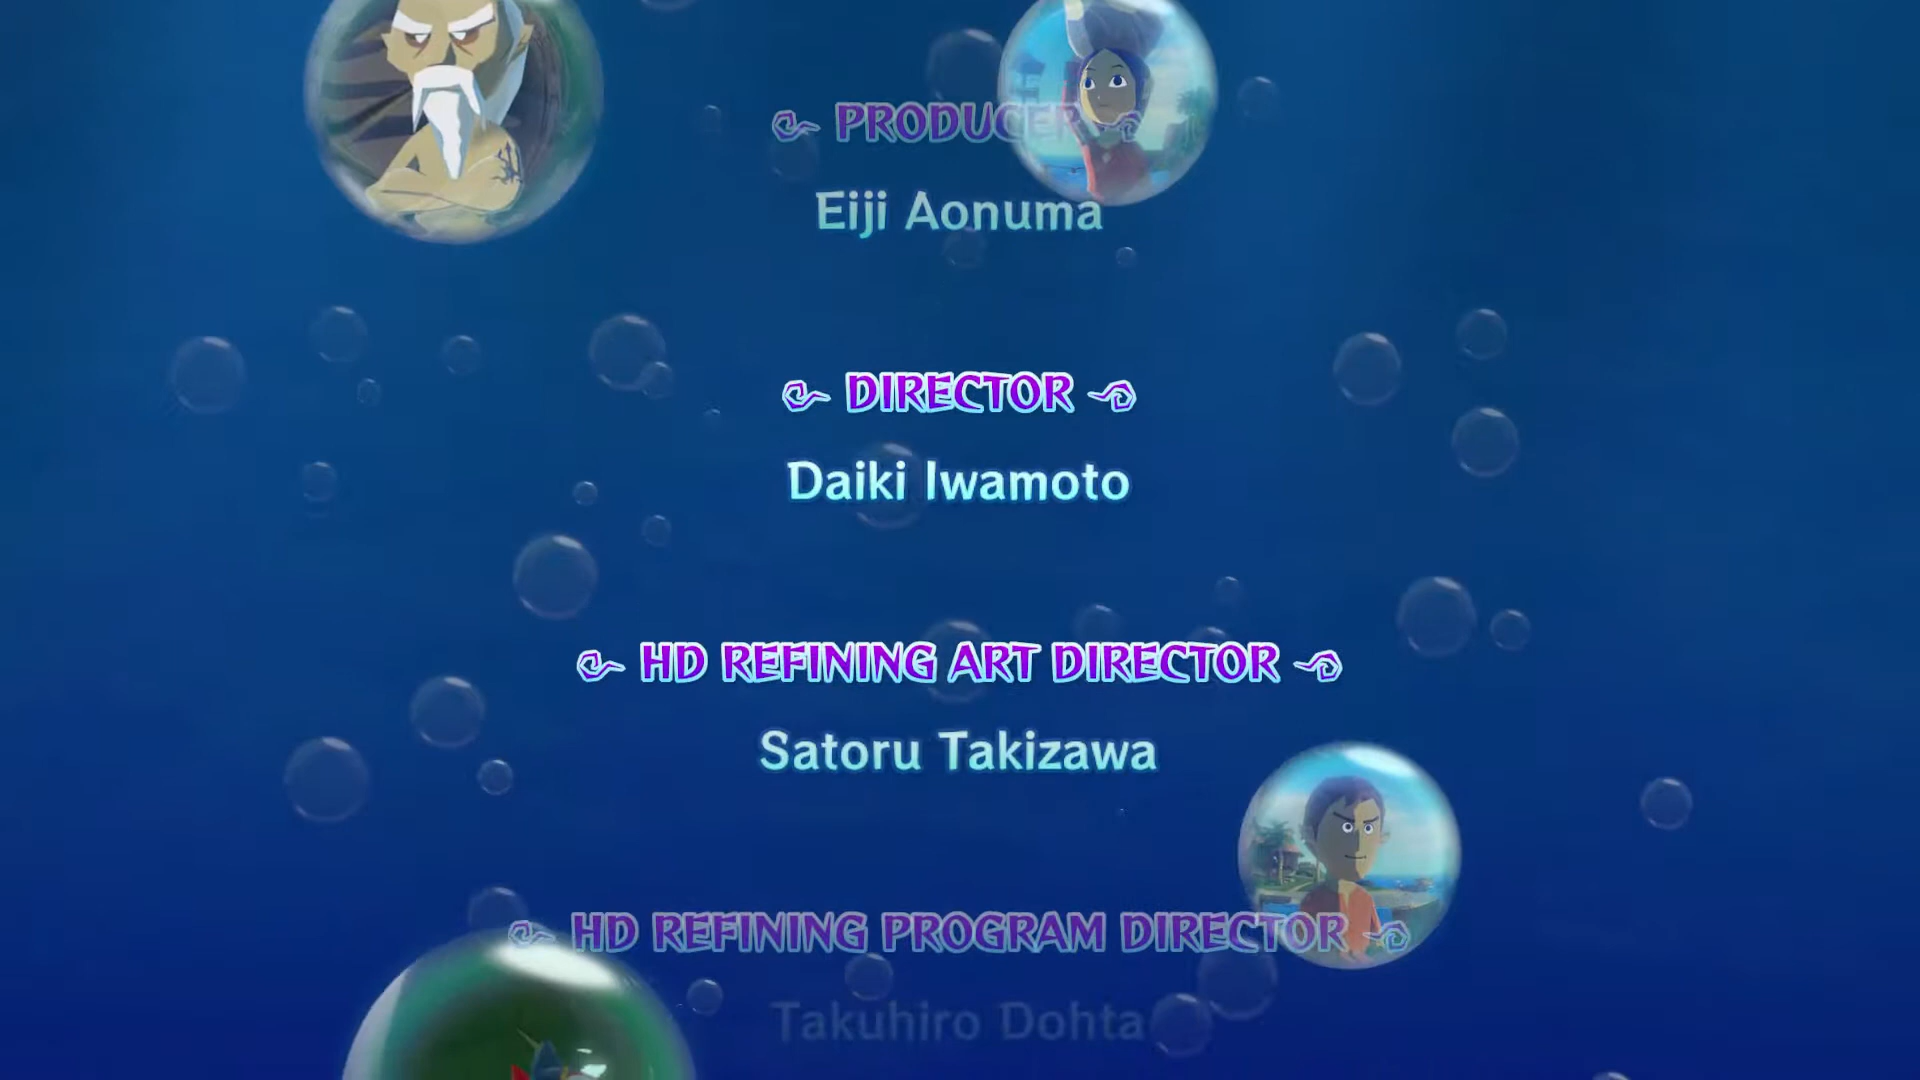 PRODUCER
Eiji Aonuma
DIRECTOR
Daiki Iwamoto
HD REFINING ART DIRECTOR
Satoru Takizawa
HD REFINING PROGRAM DIRECTOR
Takuhiro Dohta